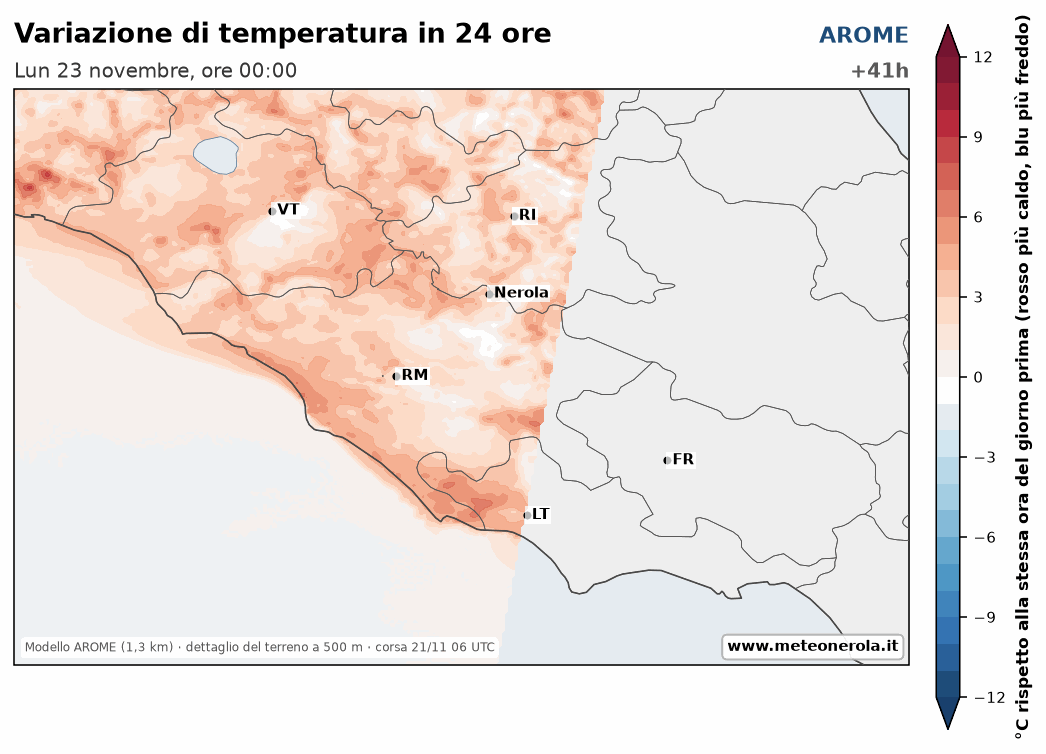 Variazione di temperatura in 24 ore
AROME
Lun 23 novembre, ore 00:00
+41h
VT
RI
Nerola
RM
FR
LT
Modello AROME (1,3 km) · dettaglio del terreno a 500 m · corsa 21/11 06 UTC
www.meteonerola.it
12
9
6
3
0
−3
−6
−9
−12
°C rispetto alla stessa ora del giorno prima (rosso più caldo, blu più freddo)